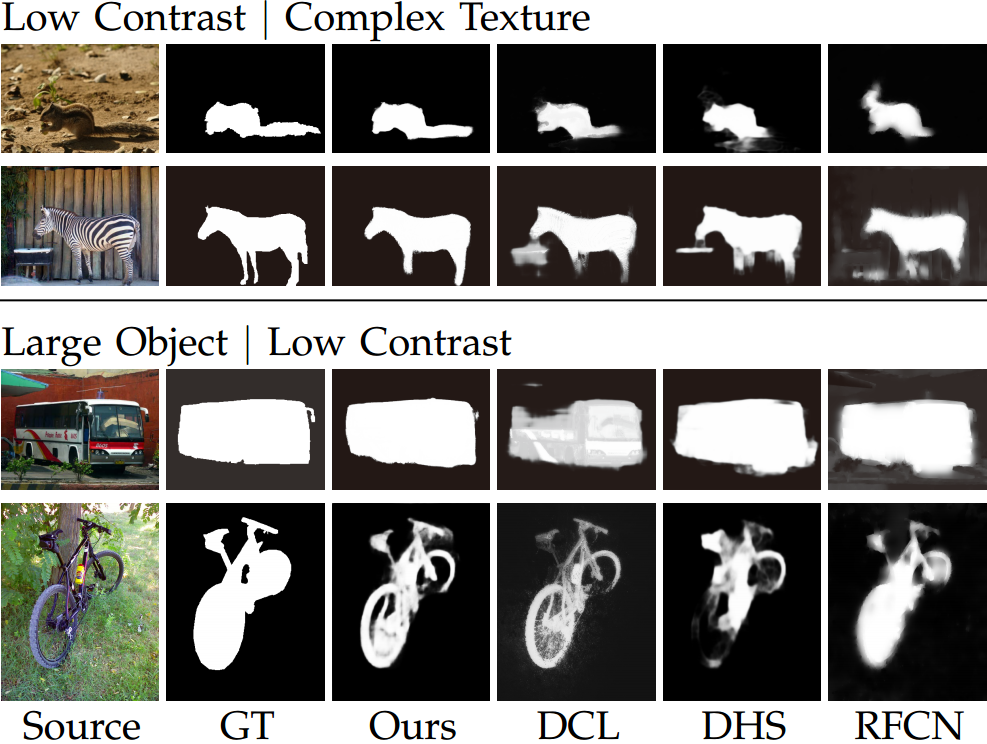 Low Contrast | Complex Texture
Large Object | Low Contrast
Source GT Ours DCL DHS RFCN